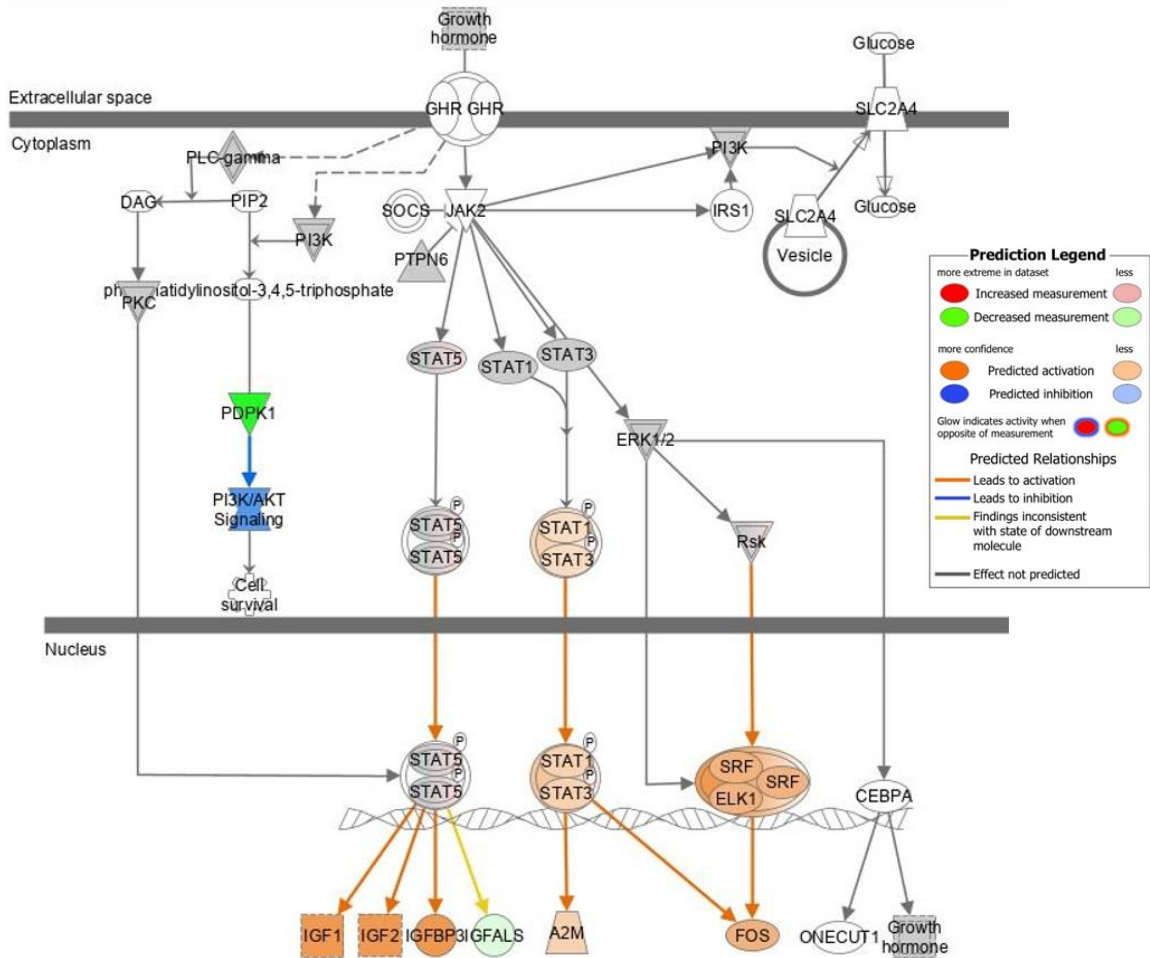 Growth
hormone
Glucose
Extracellular space
GHR GHR
SLC2A4
Cytoplasm
PLC-gamma
PI3K
DAG
PIP2
SOCS
JAK2
IRS1
SLC2A4
Glucose
PI3K
PTPN6
Vesicle
PKC
atidylinositol-3,4,5-triphosphate
STAT5
STAT1
STAT3
PDPK1
ERK1/2
PI3K/AKT
Signaling
P
STAT5
P
STAT5
P
STAT1
P
STAT3
Rsk
Cell
survival
Nucleus
P
STAT5
P
STAT5
P
STAT1
P
STAT3
SRF
SRF
ELK1
CEBPA
IGF1
IGF2
IGFBP3
IGFALS
A2M
FOS
ONECUT1
Growth
hormone
Prediction Legend
more extreme in dataset less
Increased measurement
Decreased measurement
more confidence less
Predicted activation
Predicted inhibition
Glow indicates activity when
opposite of measurement
Predicted Relationships
Leads to activation
Leads to inhibition
Findings inconsistent
with state of downstream
molecule
Effect not predicted